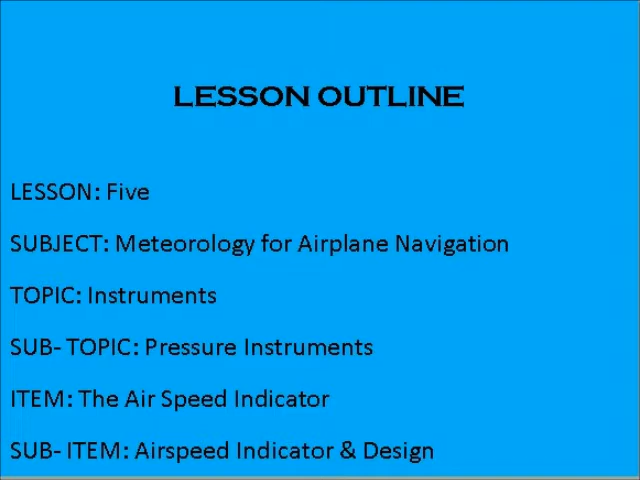 LESSON OUTLINE
LESSON: Five
SUBJECT: Meteorology for Airplane Navigation
TOPIC: Instruments
SUB- TOPIC: Pressure Instruments
ITEM: The Air Speed Indicator
SUB- ITEM: Airspeed Indicator & Design